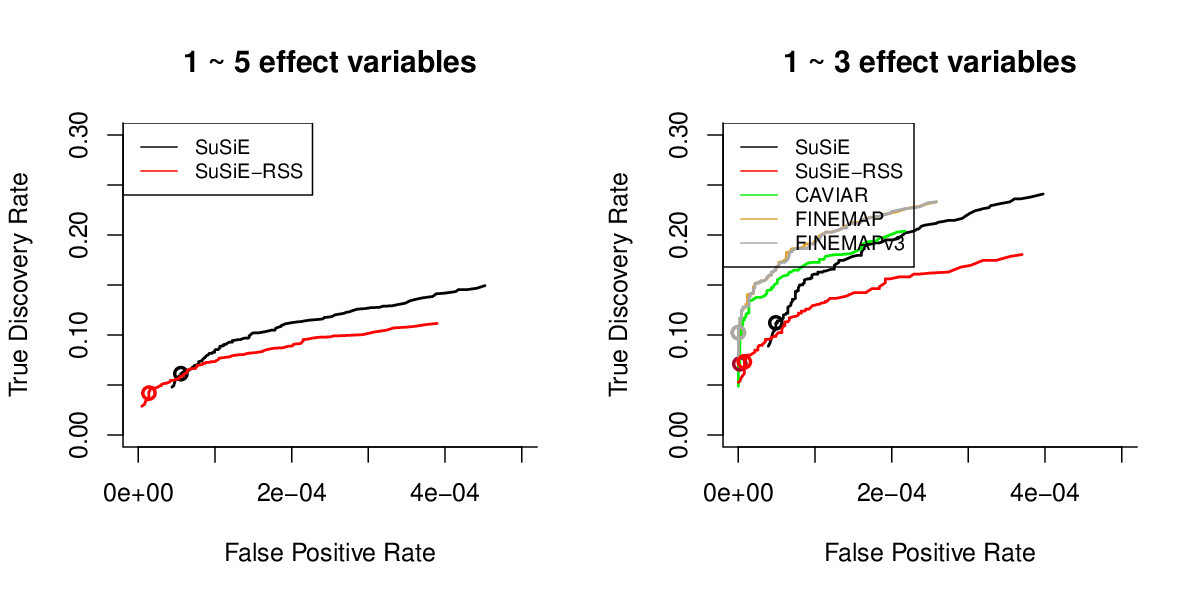 1 ~ 5 effect variables
True Discovery Rate
0.30
0.20
0.10
0.00
SuSiE
SuSiE−RSS
0e+00
2e−04
4e−04
False Positive Rate
1 ~ 3 effect variables
True Discovery Rate
0.30
0.20
0.10
0.00
SuSiE
SuSiE−RSS
CAVIAR
FINEMAP
FINEMAPv3
0e+00
2e−04
4e−04
False Positive Rate